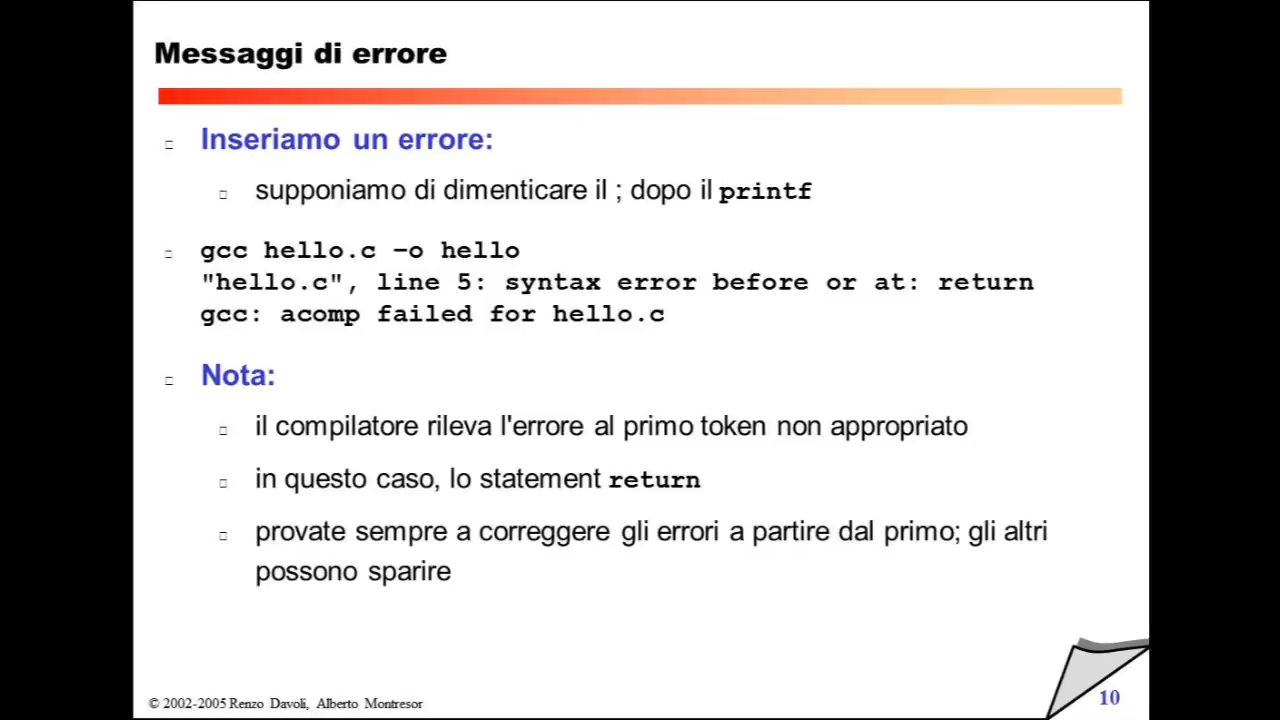 Messaggi di errore
Inseriamo un errore:
supponiamo di dimenticare il ; dopo il printf
gcc hello.c –o hello
"hello.c", line 5: syntax error before or at: return
gcc: acomp failed for hello.c
Nota:
il compilatore rileva l'errore al primo token non appropriato
in questo caso, lo statement return
provate sempre a correggere gli errori a partire dal primo; gli altri
possono sparire
© 2002-2005 Renzo Davoli, Alberto Montresor
10